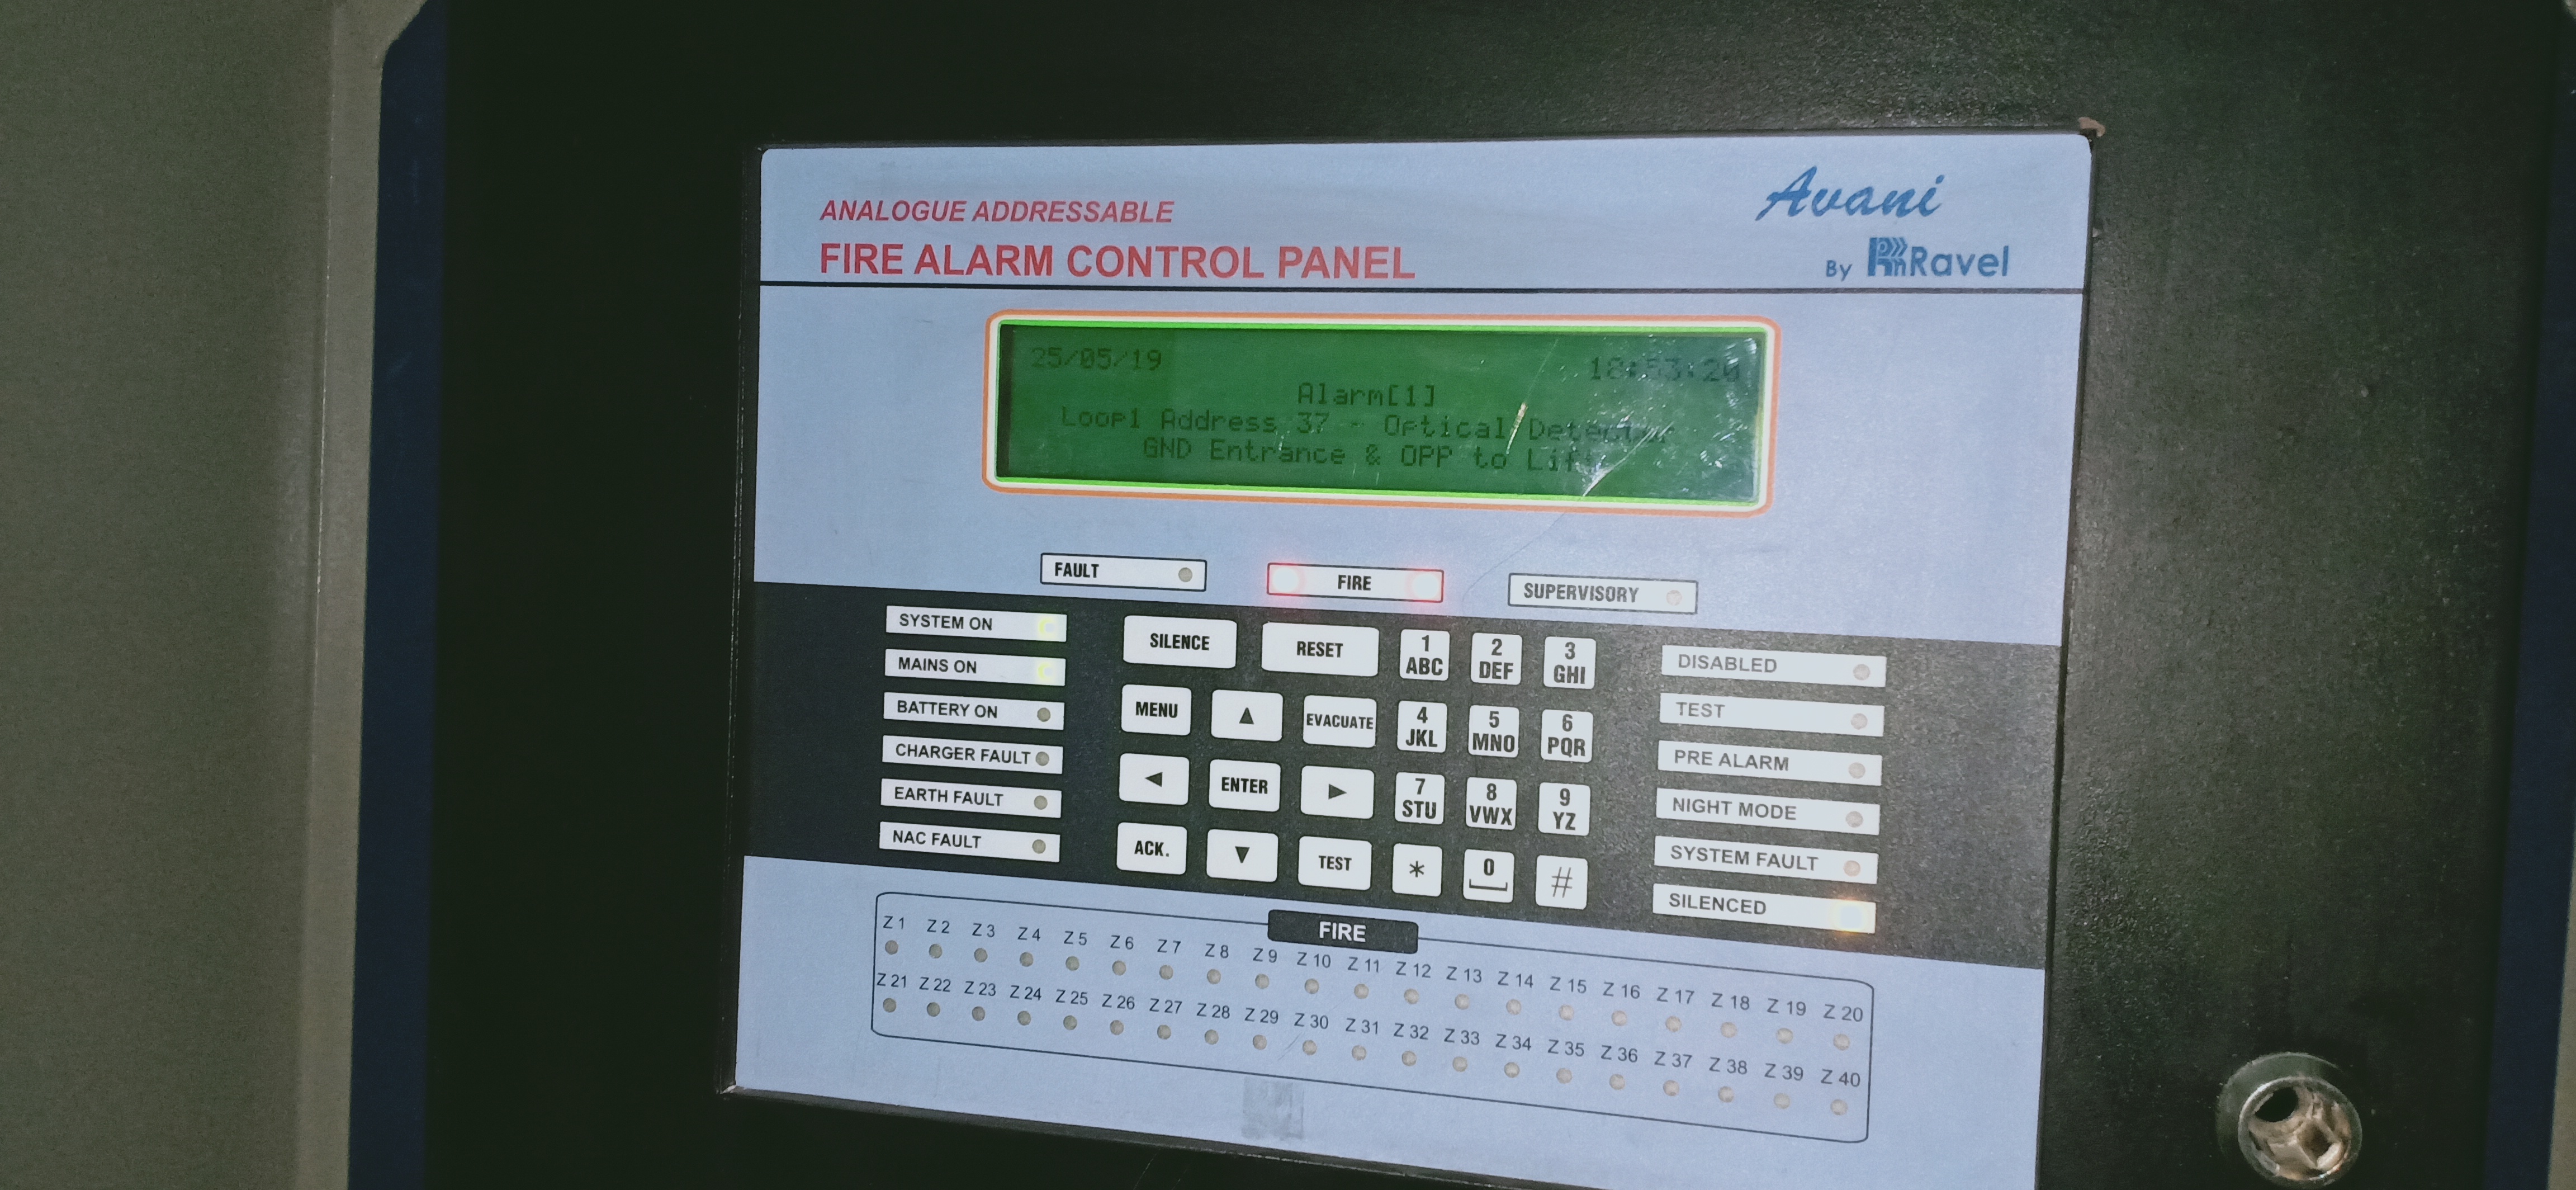 ANALOGUE ADDRESSABLE
FIRE ALARM CONTROL PANEL
Avani
By Ravel
25/05/19 18:53:20
Alarm[1]
Loop1 Address 37 - Optical Detector
GND Entrance & OPP to Lift
FAULT FIRE SUPERVISORY
SYSTEM ON
MAINS ON
BATTERY ON
CHARGER FAULT
EARTH FAULT
NAC FAULT
SILENCE RESET 1 ABC 2 DEF 3 GHI
MENU ▲ EVACUATE 4 JKL 5 MNO 6 PQR
◄ ENTER ► 7 STU 8 VWX 9 YZ
ACK. ▼ TEST * 0 #
DISABLED
TEST
PRE ALARM
NIGHT MODE
SYSTEM FAULT
SILENCED
FIRE
Z 1 Z 2 Z 3 Z 4 Z 5 Z 6 Z 7 Z 8 Z 9 Z 10 Z 11 Z 12 Z 13 Z 14 Z 15 Z 16 Z 17 Z 18 Z 19 Z 20
Z 21 Z 22 Z 23 Z 24 Z 25 Z 26 Z 27 Z 28 Z 29 Z 30 Z 31 Z 32 Z 33 Z 34 Z 35 Z 36 Z 37 Z 38 Z 39 Z 40